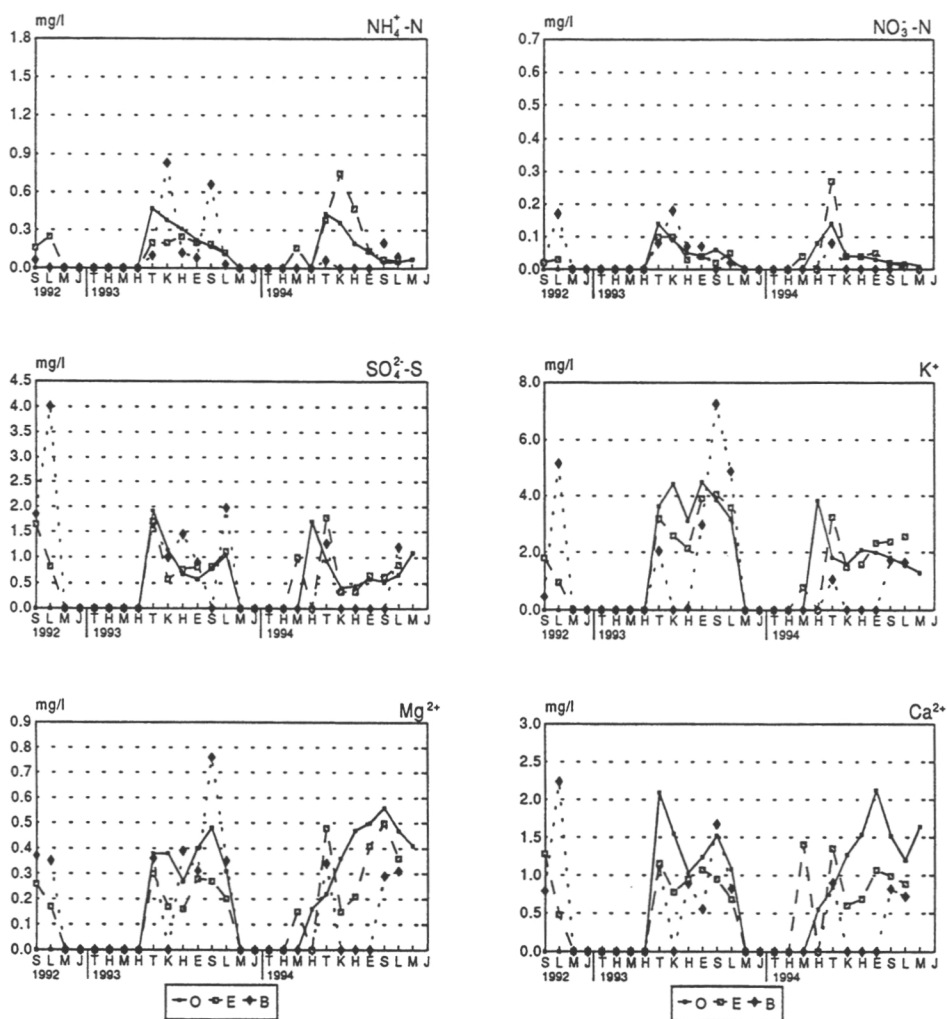 mg/l NH₄⁺-N
1.8
1.5
1.2
0.9
0.6
0.3
0.0
S L M J T H M H T K H E S L M J T H M H T K H E S L M J
1992 1993 1994
mg/l NO₃⁻-N
0.7
0.6
0.5
0.4
0.3
0.2
0.1
0.0
S L M J T H M H T K H E S L M J T H M H T K H E S L M J
1992 1993 1994
mg/l SO₄²⁻-S
4.5
4.0
3.5
3.0
2.5
2.0
1.5
1.0
0.5
0.0
S L M J T H M H T K H E S L M J T H M H T K H E S L M J
1992 1993 1994
mg/l K⁺
8.0
6.0
4.0
2.0
0.0
S L M J T H M H T K H E S L M J T H M H T K H E S L M J
1992 1993 1994
mg/l Mg²⁺
0.9
0.8
0.7
0.6
0.5
0.4
0.3
0.2
0.1
0.0
S L M J T H M H T K H E S L M J T H M H T K H E S L M J
1992 1993 1994
mg/l Ca²⁺
3.0
2.5
2.0
1.5
1.0
0.5
0.0
S L M J T H M H T K H E S L M J T H M H T K H E S L M J
1992 1993 1994
O E B
O E B